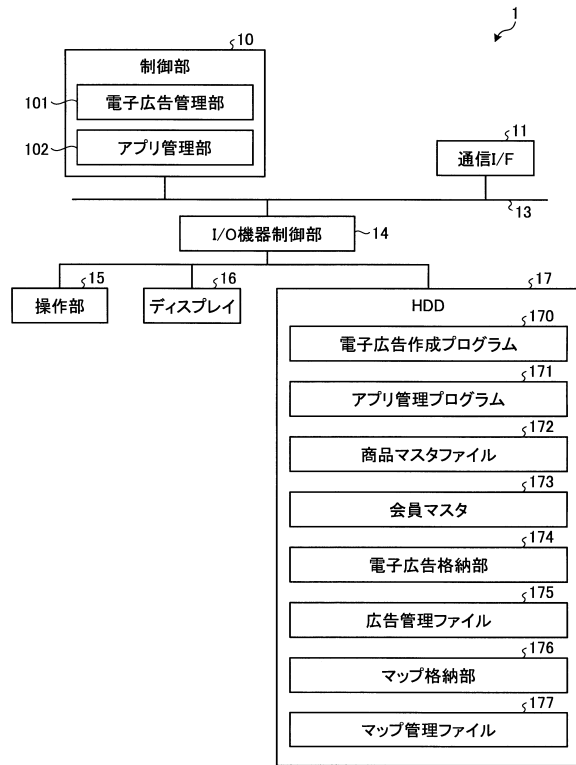 1
10
制御部
101
電子広告管理部
102
アプリ管理部
11
通信I/F
13
I/O機器制御部
14
15
操作部
16
ディスプレイ
17
HDD
170
電子広告作成プログラム
171
アプリ管理プログラム
172
商品マスタファイル
173
会員マスタ
174
電子広告格納部
175
広告管理ファイル
176
マップ格納部
177
マップ管理ファイル